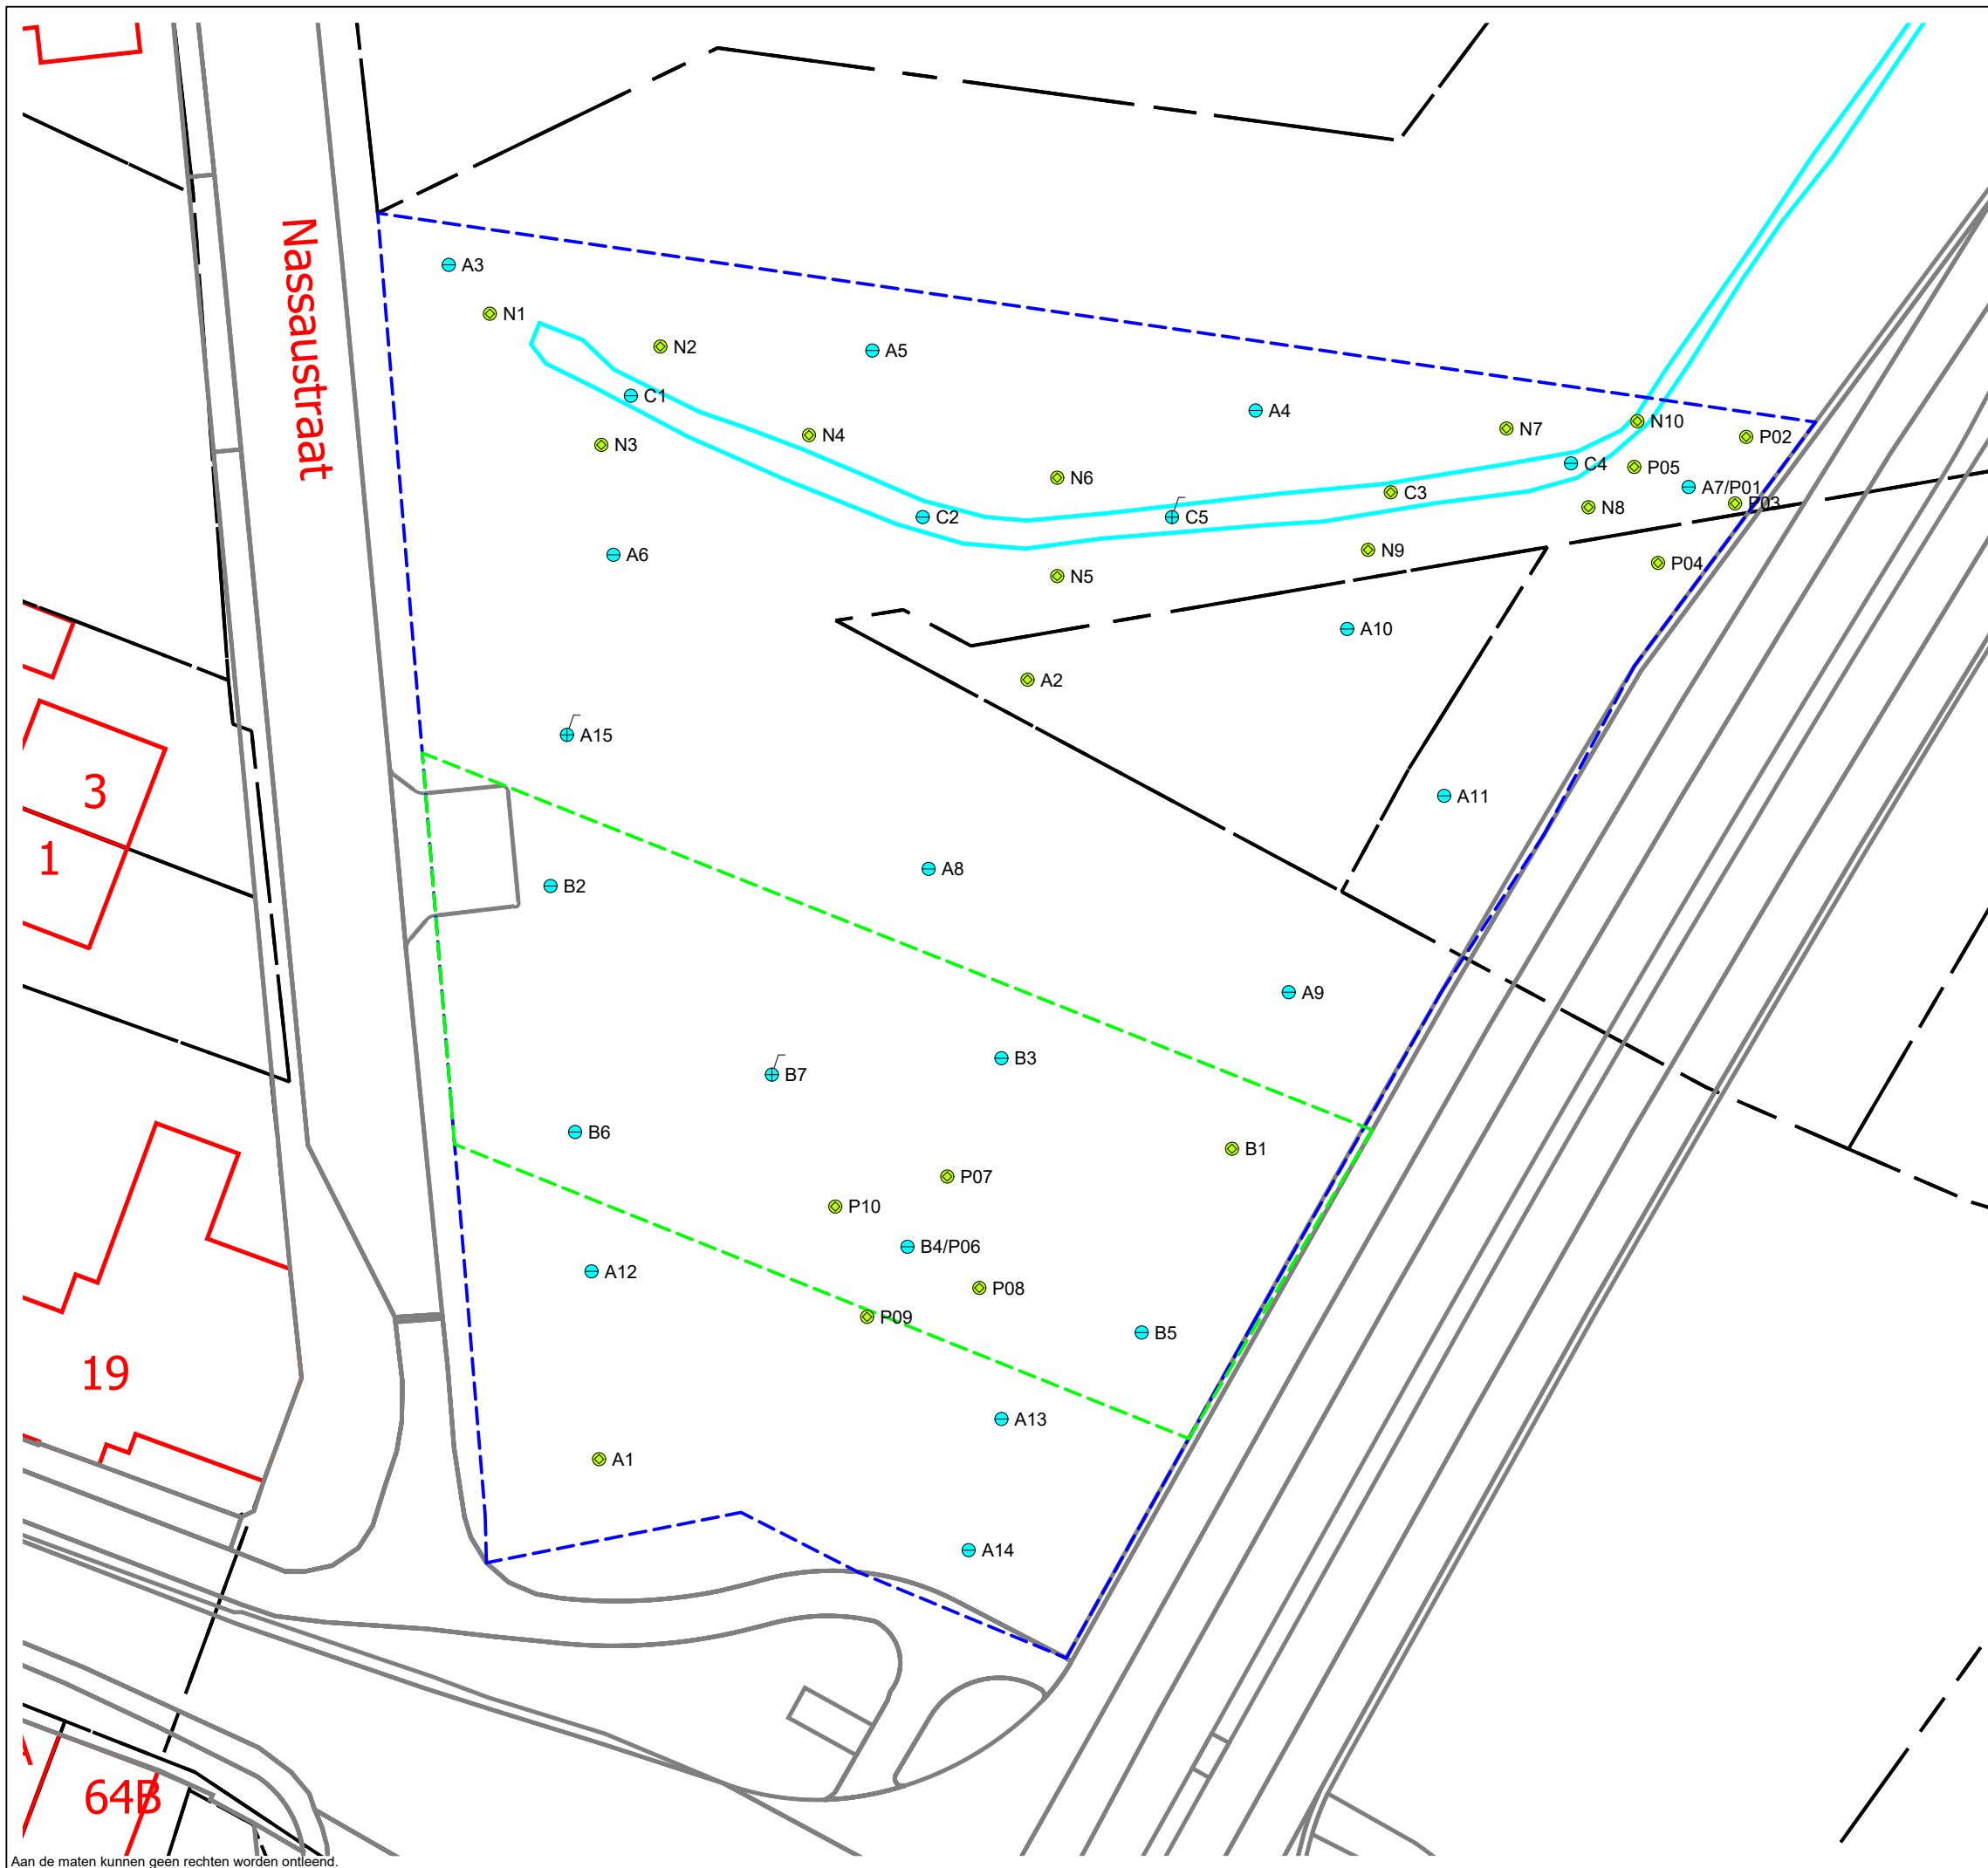 Nassaustraat
A3
N1
N2
A5
C1
A4
N3
N4
N7
N10
P02
C4
P05
N6
C3
A7/P01
P03
N8
C2
C5
A6
N9
N5
P04
A10
A2
A15
3
A11
1
A8
B2
A9
B3
B7
B6
B1
P07
P10
B4/P06
A12
P08
P09
B5
19
A13
A1
A14
64B
Aan de maten kunnen geen rechten worden ontleend.